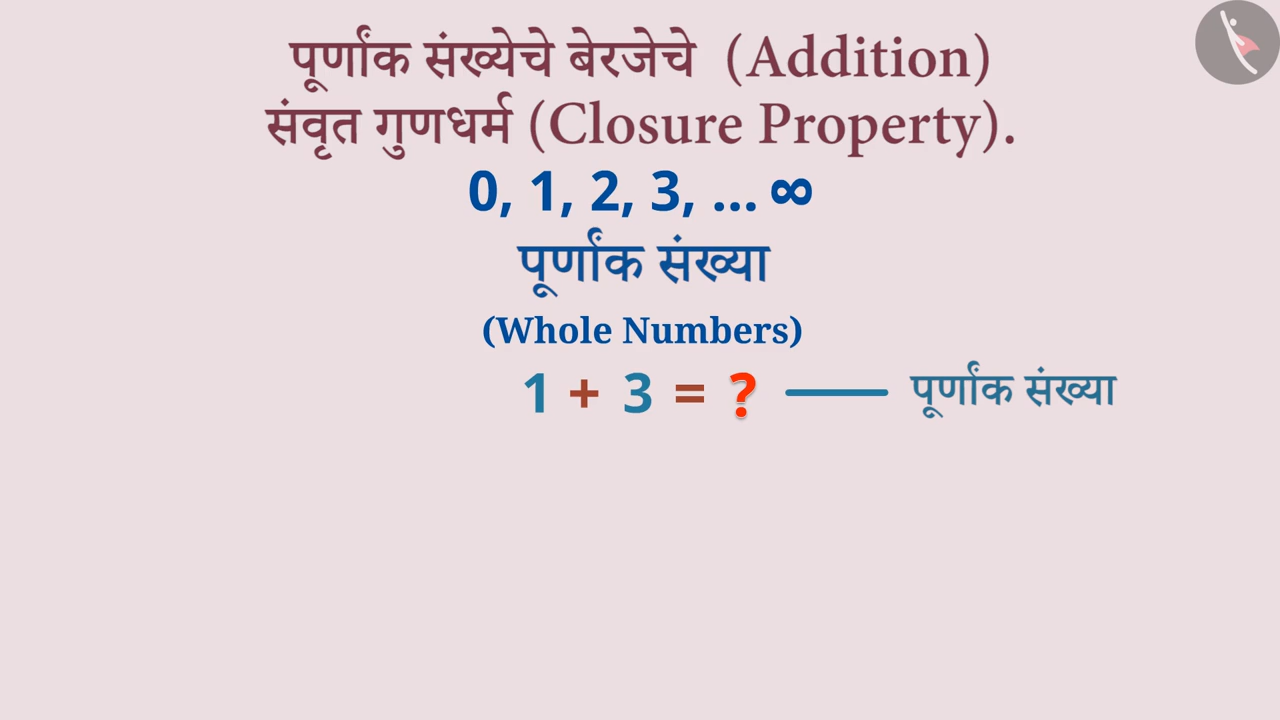 पूर्णांक संख्येचे बेरजेचे (Addition)
संवृत गुणधर्म (Closure Property).
0, 1, 2, 3, ... ∞
पूर्णांक संख्या
(Whole Numbers)
1 + 3 = ? —— पूर्णांक संख्या